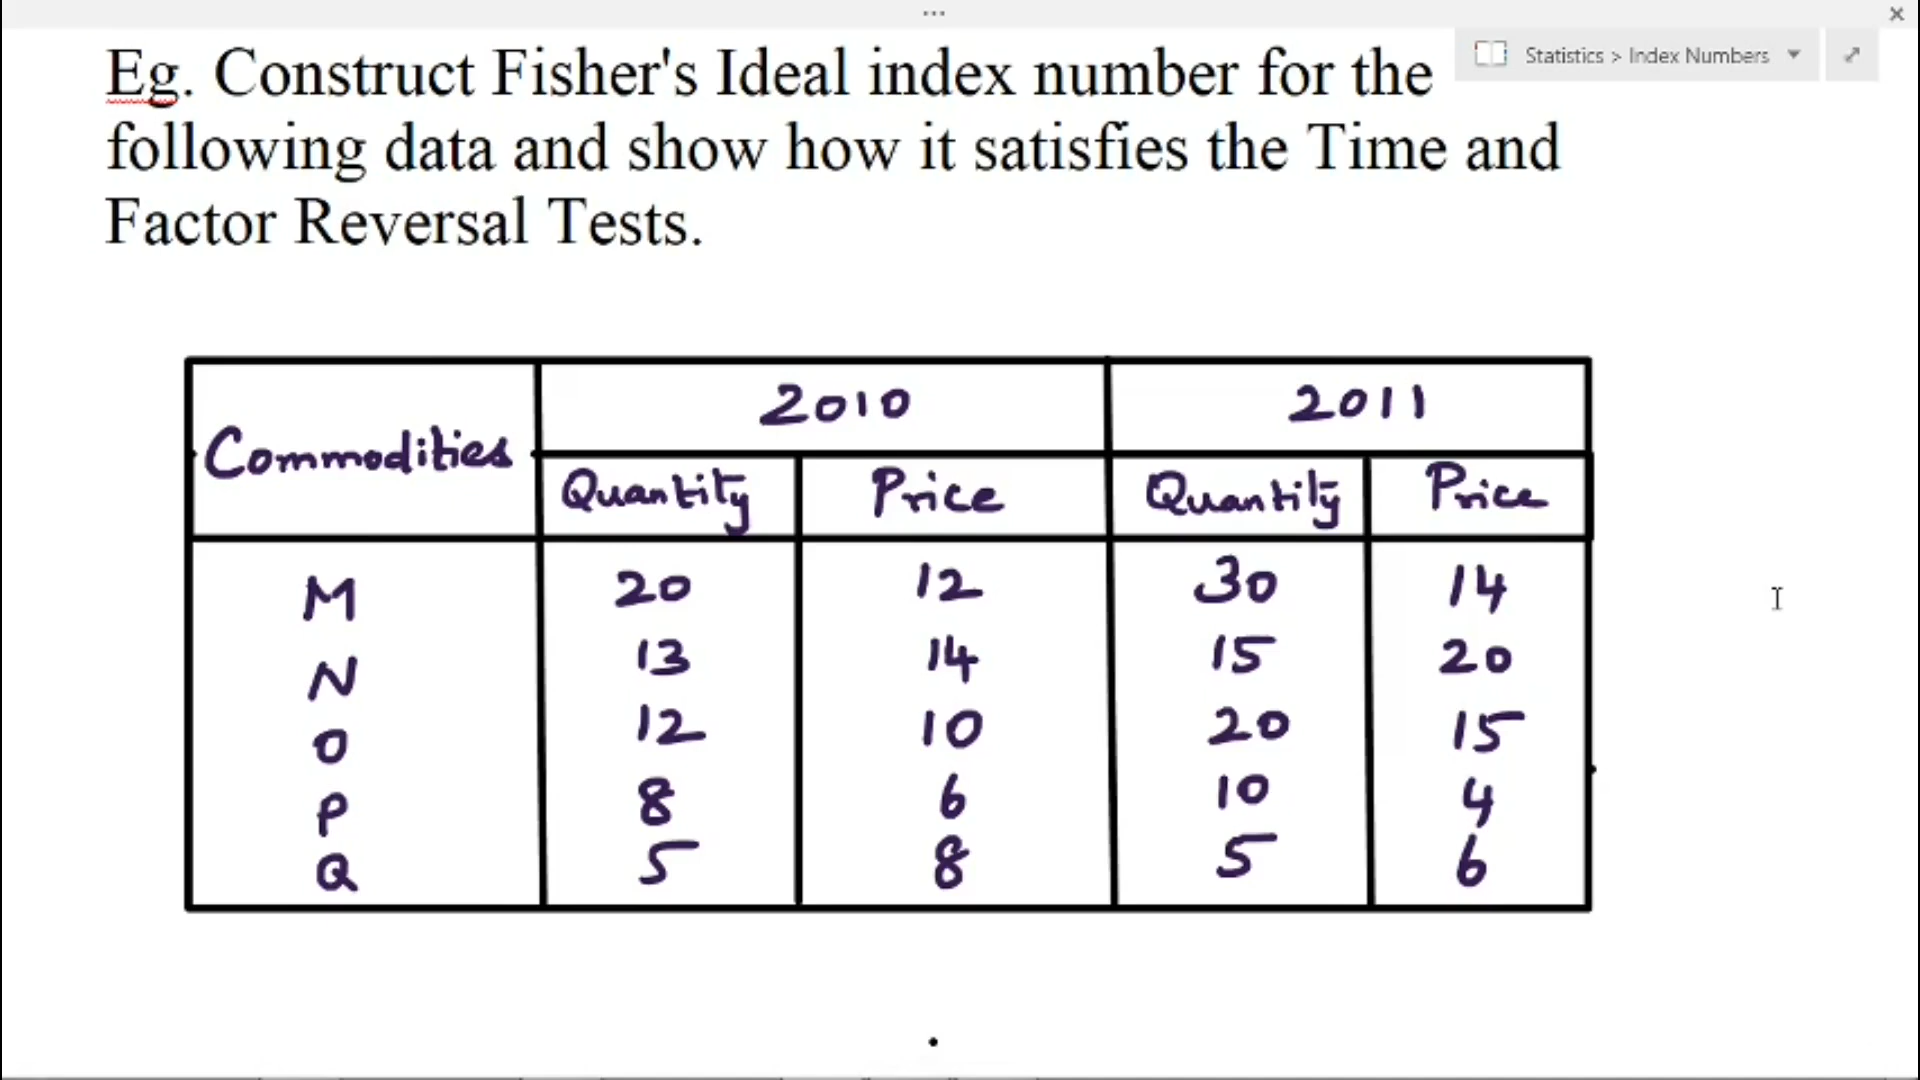 Statistics > Index Numbers
Eg. Construct Fisher's Ideal index number for the
following data and show how it satisfies the Time and
Factor Reversal Tests.
Commodities 2010 2011
Quantity Price Quantity Price
M 20 12 30 14
N 13 14 15 20
O 12 10 20 15
P 8 6 10 4
Q 5 8 5 6